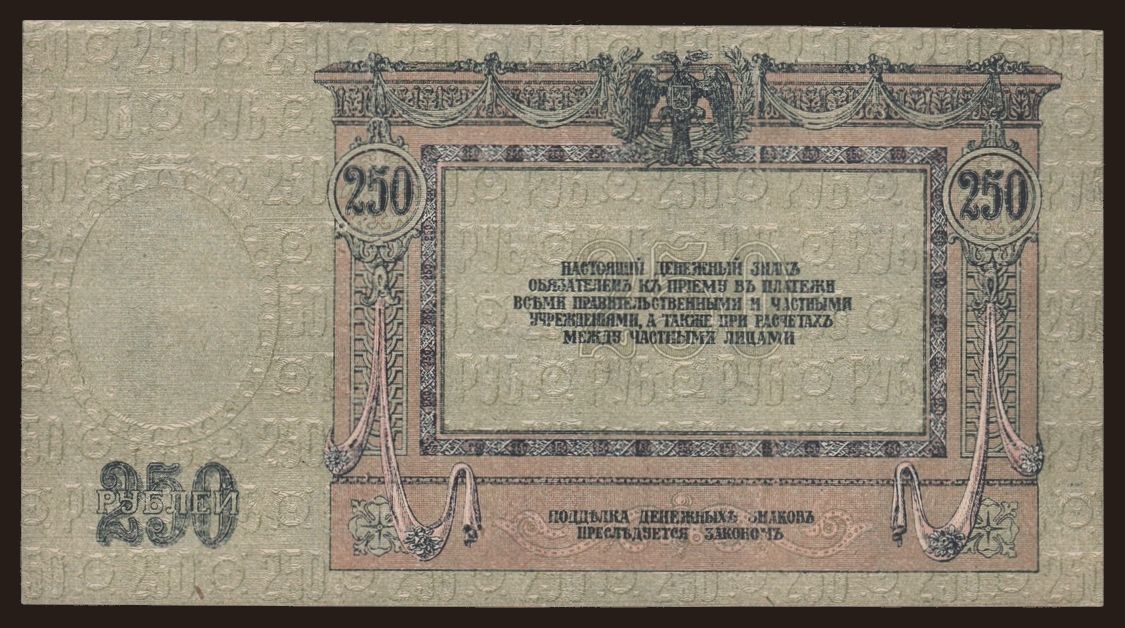 250
250
НАСТОЯЩІЙ ДЕНЕЖНЫЙ ЗНАКЪ
ОБЯЗАТЕЛЕНЪ КЪ ПРІЕМУ ВЪ ПЛАТЕЖИ
ВСѢМИ ПРАВИТЕЛЬСТВЕННЫМИ И ЧАСТНЫМИ
УЧРЕЖДЕНІЯМИ, А ТАКЖЕ ПРИ РАСЧЕТАХЪ
МЕЖДУ ЧАСТНЫМИ ЛИЦАМИ
250
250
РУБЛЕЙ
ПОДДѢЛКА ДЕНЕЖНЫХЪ ЗНАКОВЪ
ПРЕСЛѢДУЕТСЯ ЗАКОНОМЪ